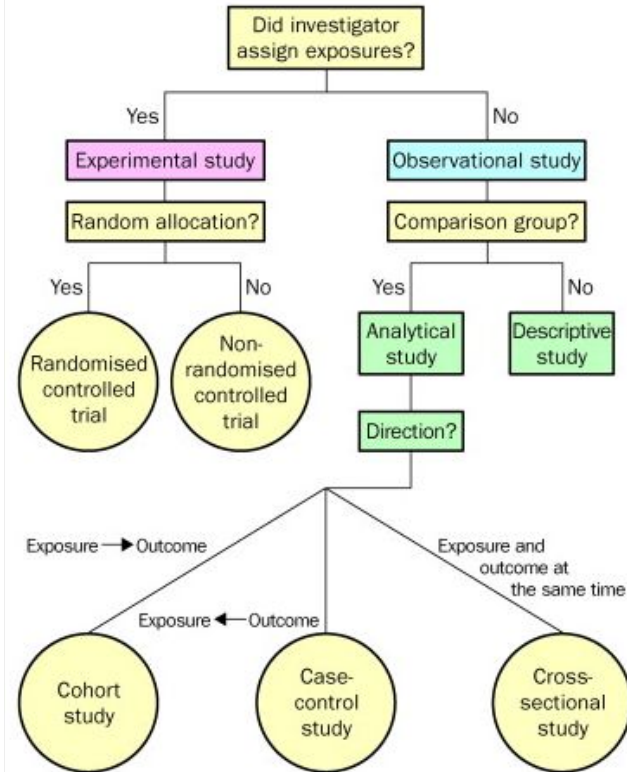 Did investigator
assign exposures?
Yes
No
Experimental study
Observational study
Random allocation?
Comparison group?
Yes
No
Yes
No
Randomised
controlled
trial
Non-
randomised
controlled
trial
Analytical
study
Descriptive
study
Direction?
Exposure → Outcome
Exposure ← Outcome
Exposure and
outcome at
the same time
Cohort
study
Case-
control
study
Cross-
sectional
study